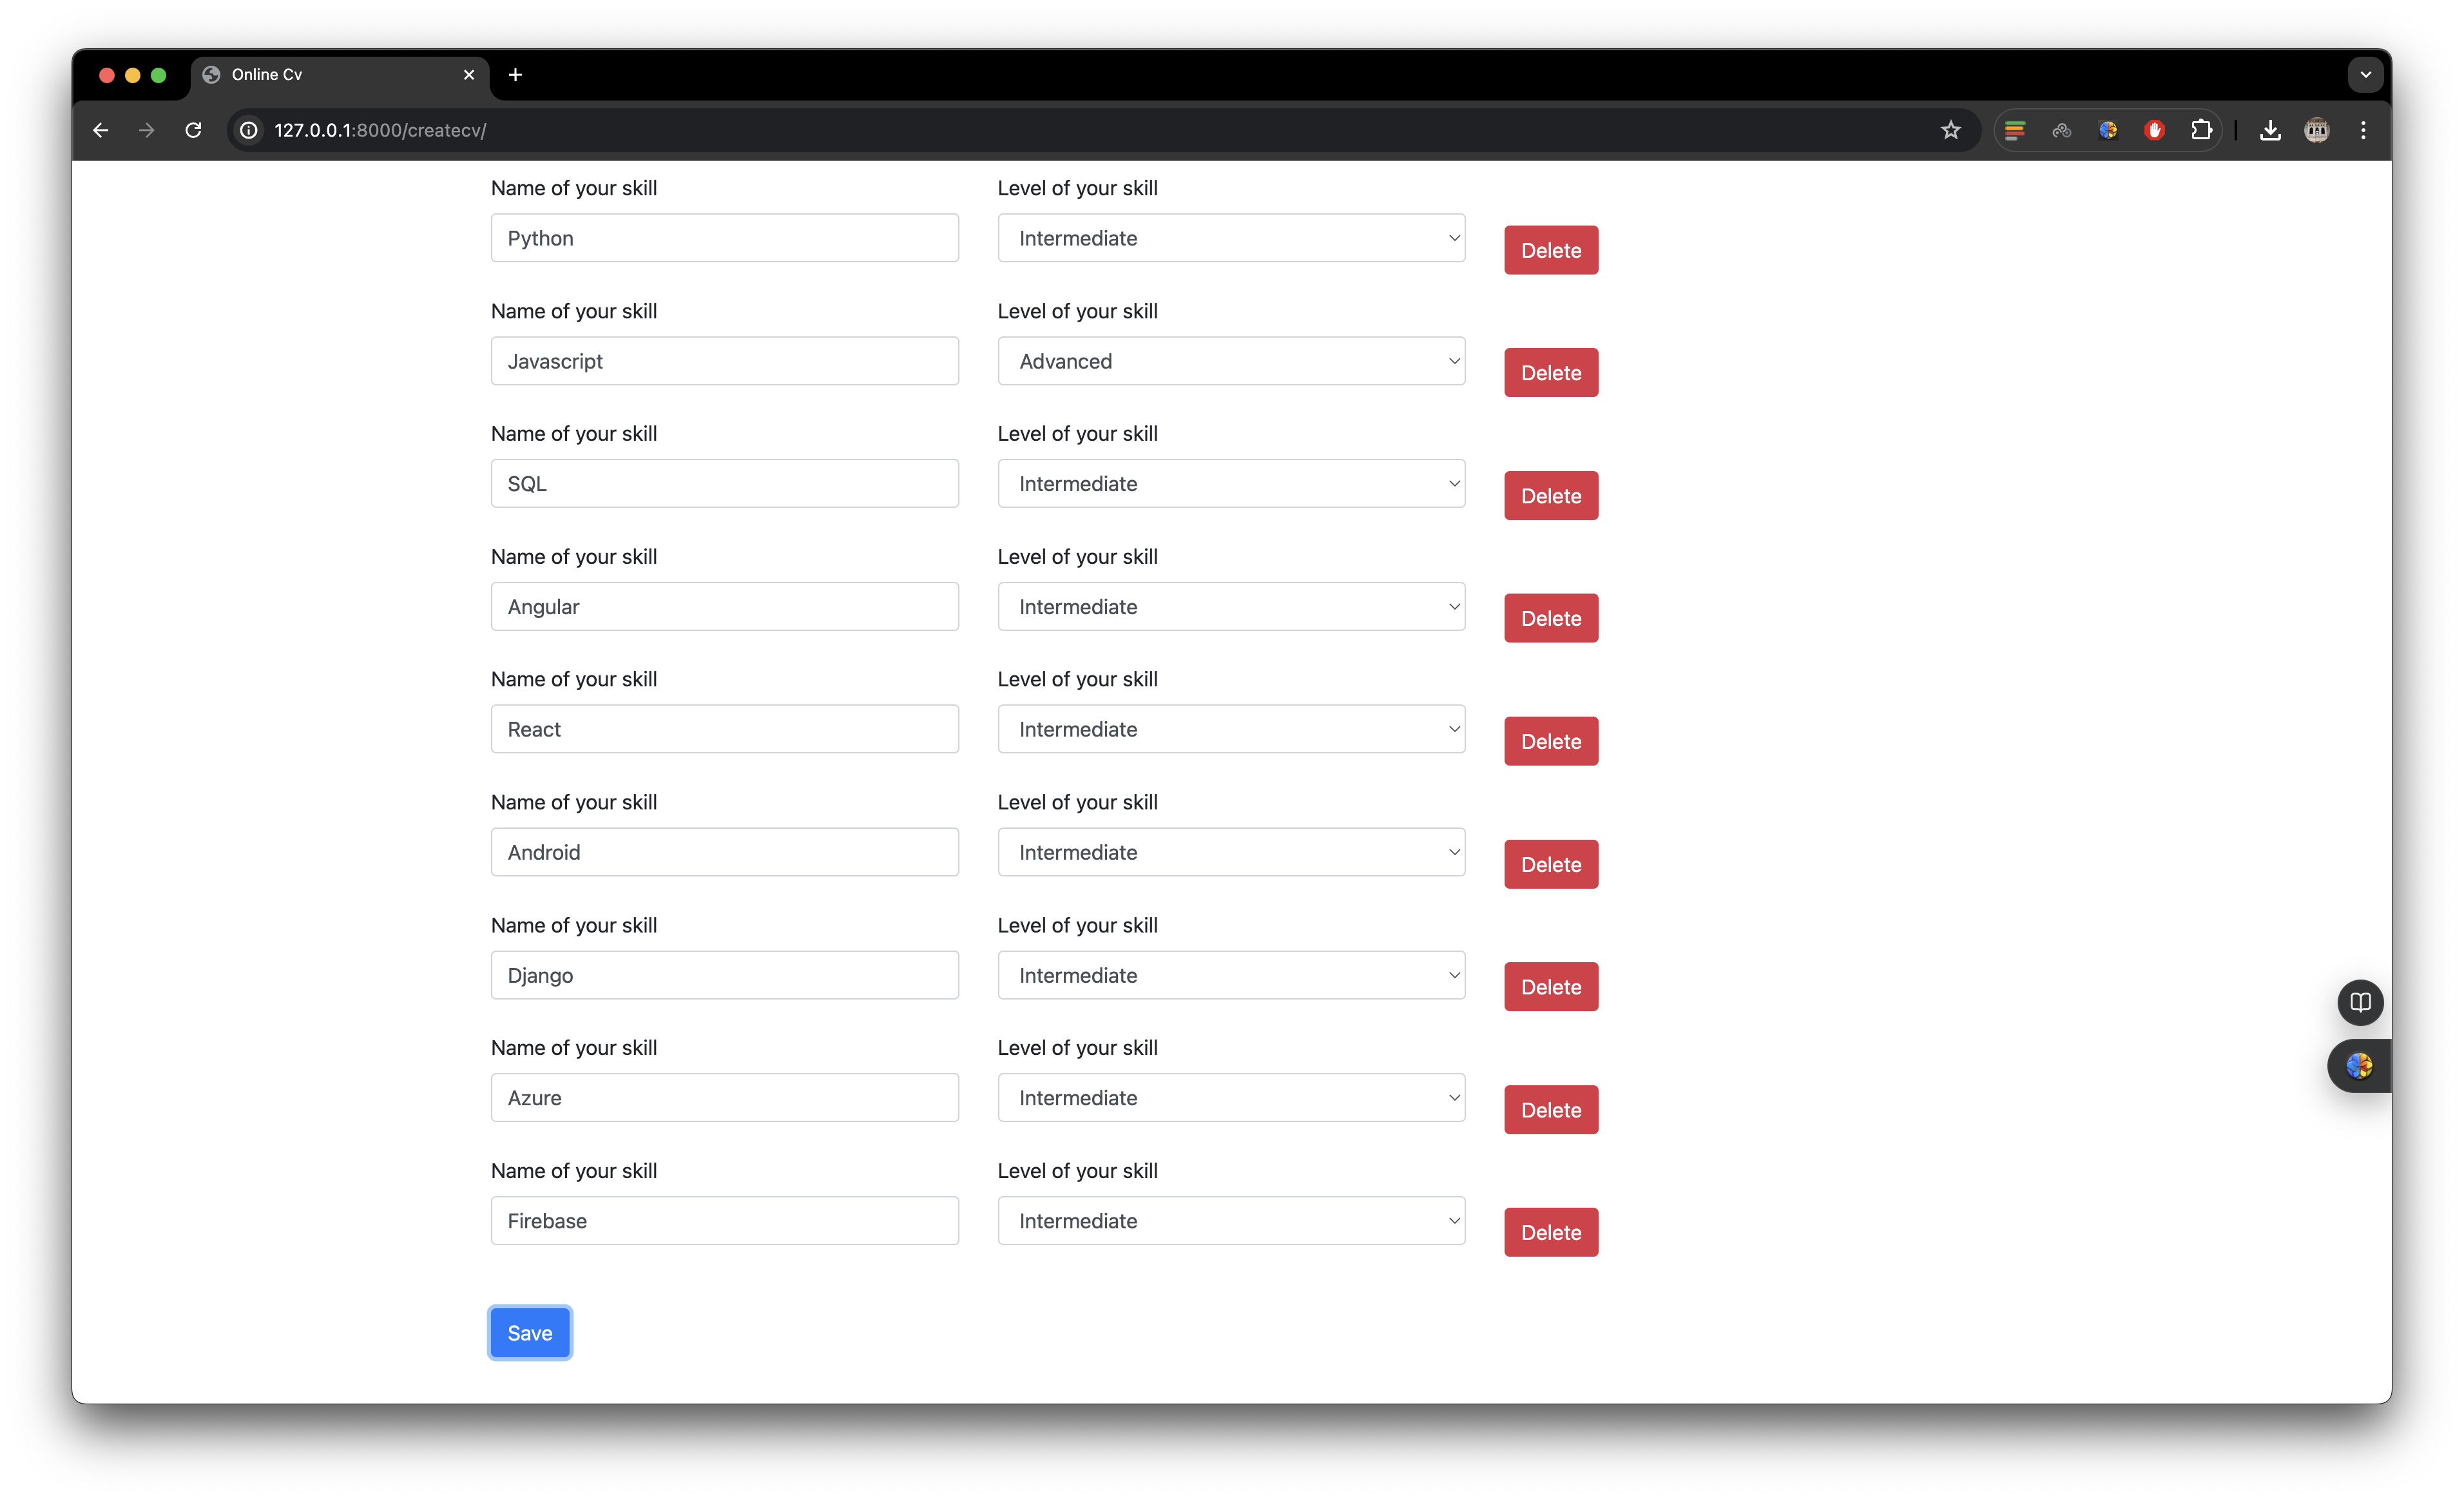 Online Cv
127.0.0.1:8000/createcv/
Name of your skill Level of your skill
Python Intermediate Delete
Name of your skill Level of your skill
Javascript Advanced Delete
Name of your skill Level of your skill
SQL Intermediate Delete
Name of your skill Level of your skill
Angular Intermediate Delete
Name of your skill Level of your skill
React Intermediate Delete
Name of your skill Level of your skill
Android Intermediate Delete
Name of your skill Level of your skill
Django Intermediate Delete
Name of your skill Level of your skill
Azure Intermediate Delete
Name of your skill Level of your skill
Firebase Intermediate Delete
Save